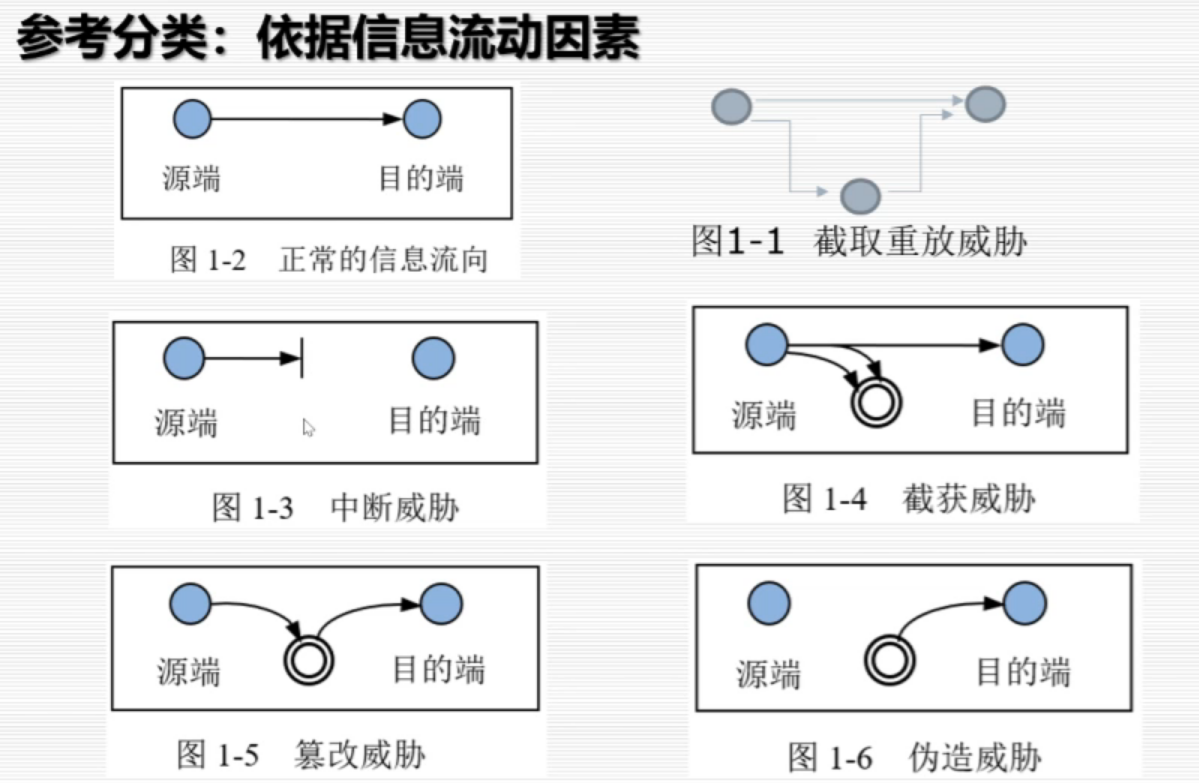 参考分类：依据信息流动因素
源端 目的端
图 1-2 正常的信息流向
图1-1 截取重放威胁
源端 目的端
图 1-3 中断威胁
源端 目的端
图 1-4 截获威胁
源端 目的端
图 1-5 篡改威胁
源端 目的端
图 1-6 伪造威胁